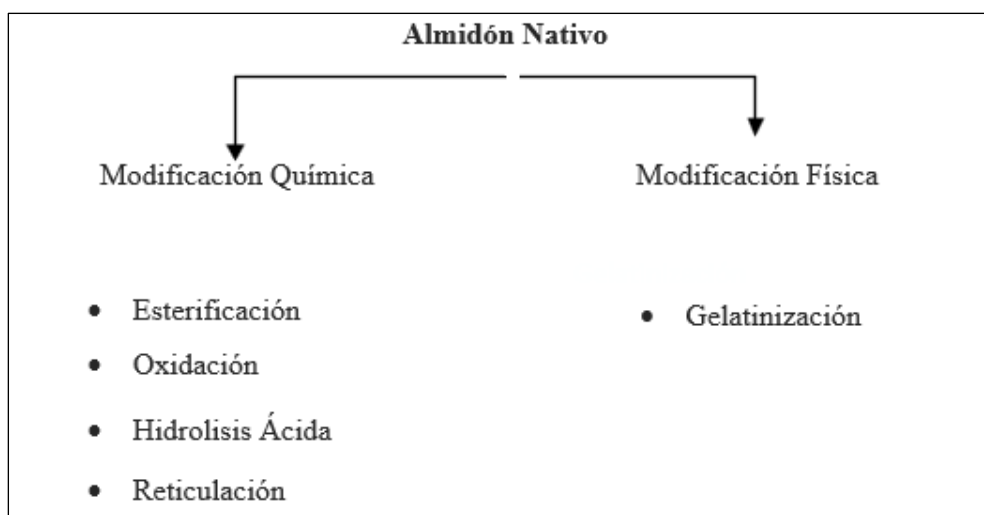 Almidón Nativo
Modificación Química
Modificación Física
• Esterificación
• Oxidación
• Hidrolisis Ácida
• Reticulación
• Gelatinización